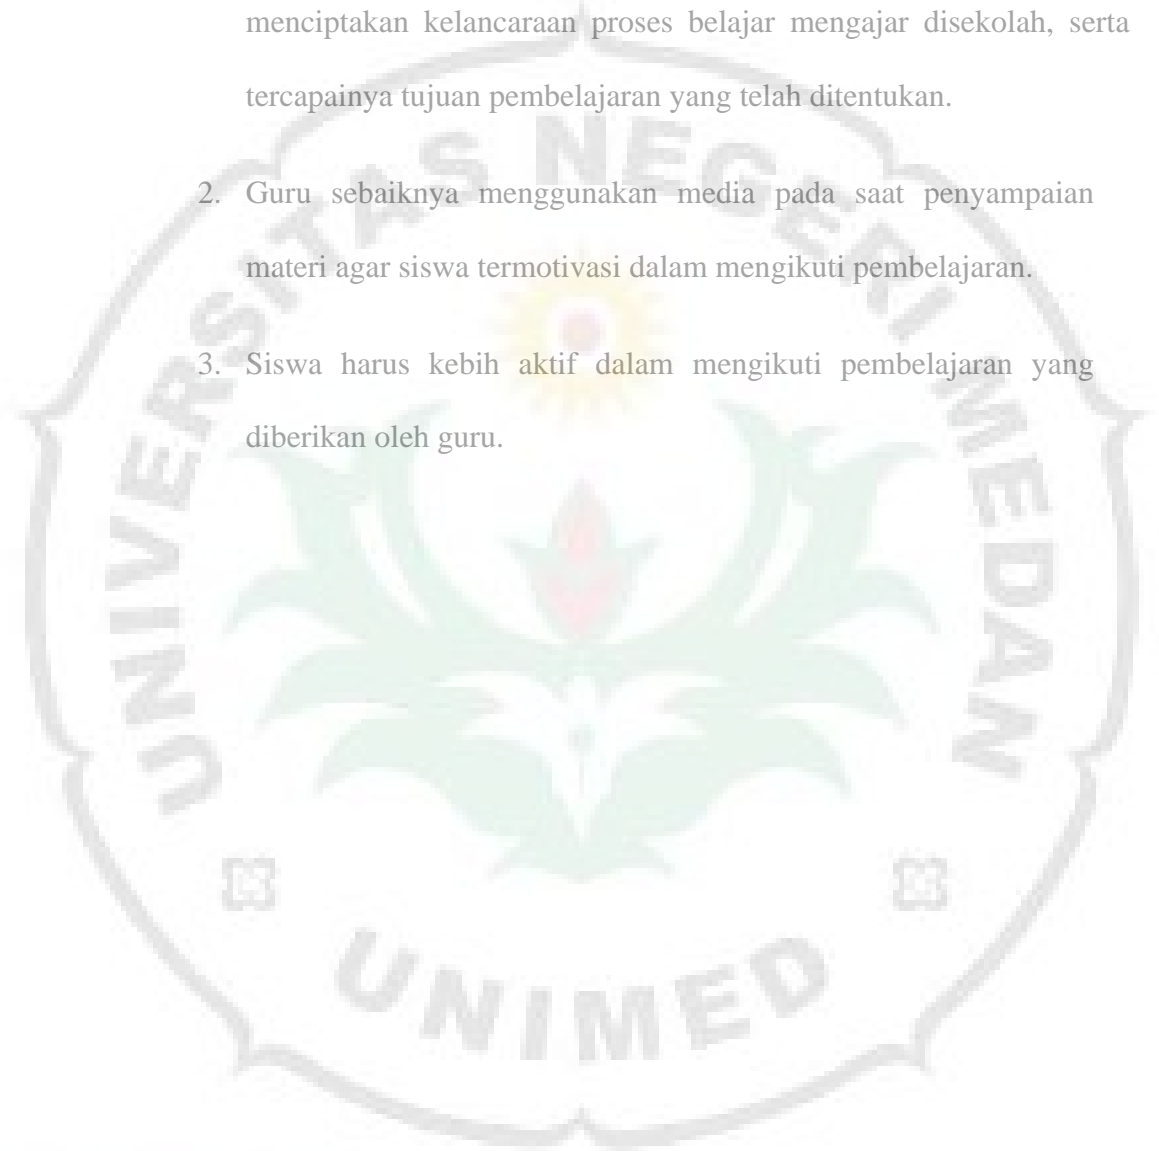 menciptakan kelancaraan proses belajar mengajar disekolah, serta
tercapainya tujuan pembelajaran yang telah ditentukan.
2. Guru sebaiknya menggunakan media pada saat penyampaian
materi agar siswa termotivasi dalam mengikuti pembelajaran.
3. Siswa harus kebih aktif dalam mengikuti pembelajaran yang
diberikan oleh guru.
UNIVERSITAS NEGERI MEDAN
UNIMED